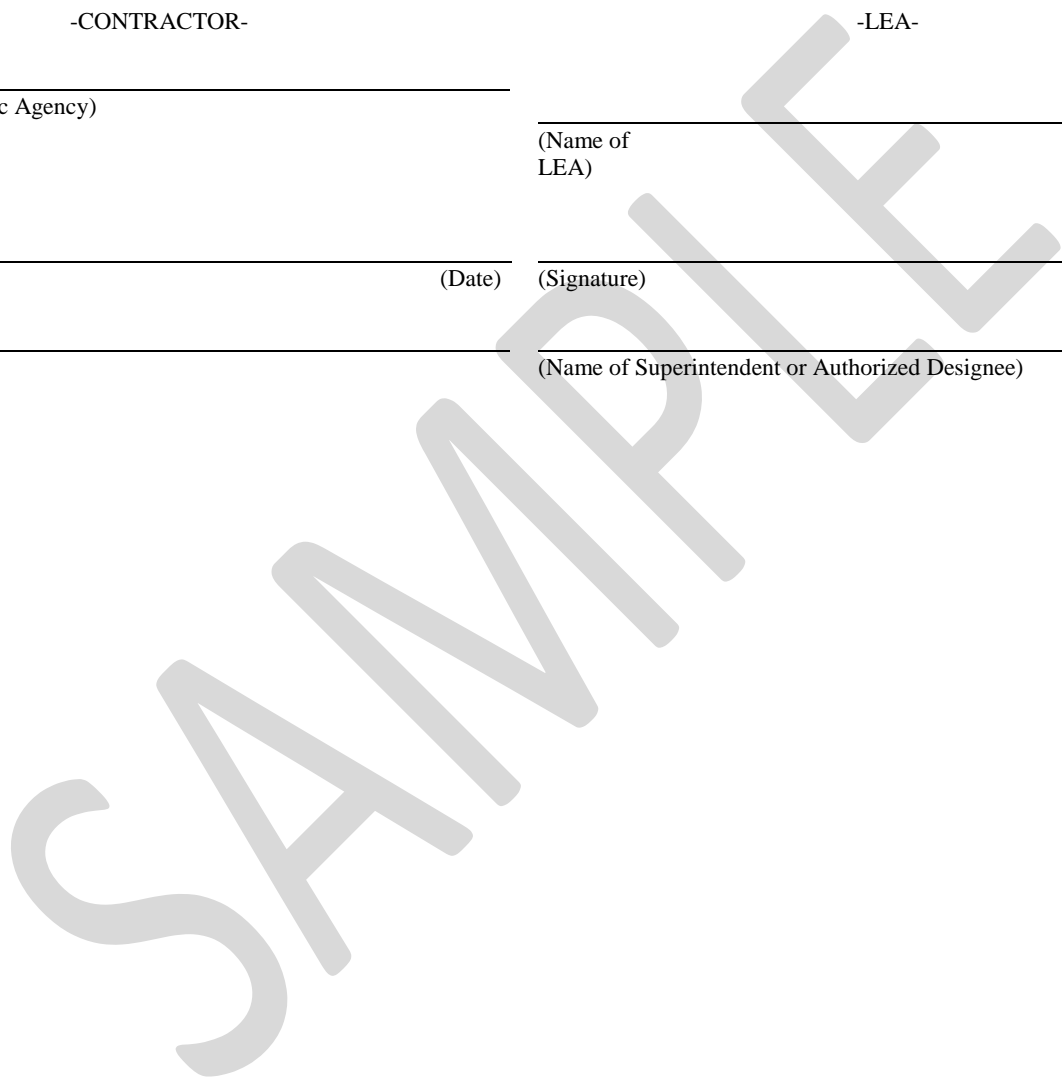 -CONTRACTOR-
-LEA-
c Agency)
(Name of
LEA)
(Date)
(Signature)
(Name of Superintendent or Authorized Designee)
SAMPLE